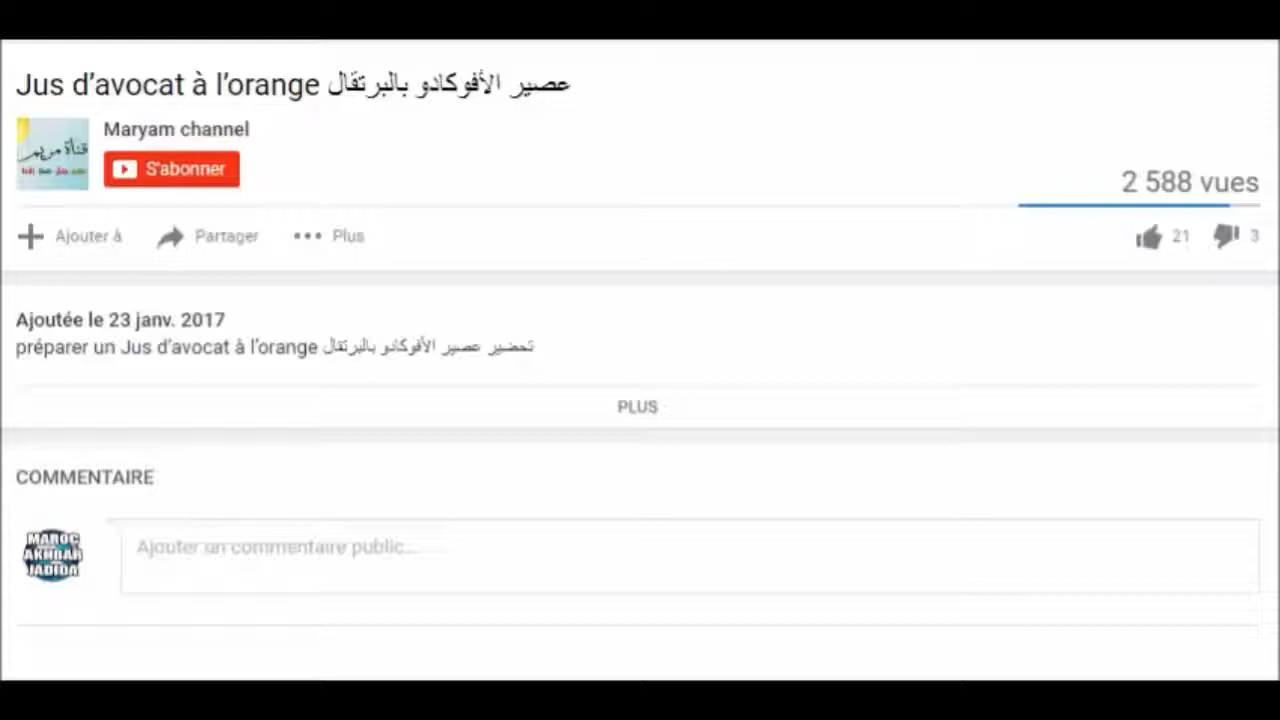 Jus d’avocat à l’orange عصير الأفوكادو بالبرتقال
Maryam channel
قناة مريم
S'abonner
2 588 vues
Ajouter à Partager Plus 21 3
Ajoutée le 23 janv. 2017
préparer un Jus d’avocat à l’orange تحضير عصير الأفوكادو بالبرتقال
PLUS
COMMENTAIRE
MAROC
AKHBAR
JADIDA
Ajouter un commentaire public...